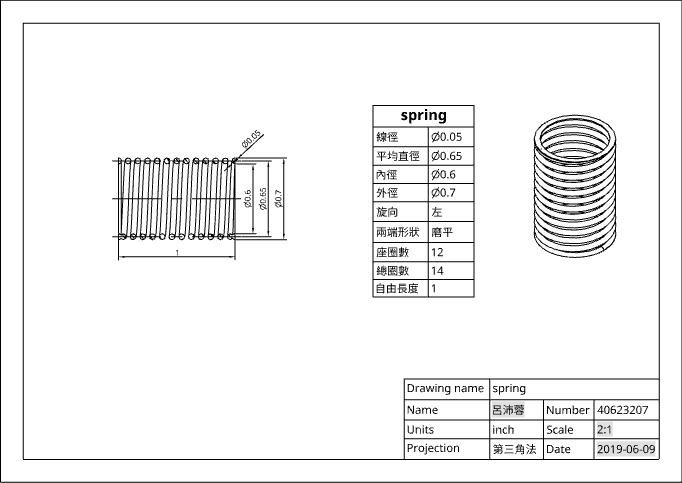 spring
線徑 Ø0.05
平均直徑 Ø0.65
內徑 Ø0.6
外徑 Ø0.7
旋向 左
兩端形狀 磨平
座圈數 12
總圈數 14
自由長度 1
Ø0.05
Ø0.6
Ø0.65
Ø0.7
1
Drawing name spring
Name 呂沛蓉 Number 40623207
Units inch Scale 2:1
Projection 第三角法 Date 2019-06-09